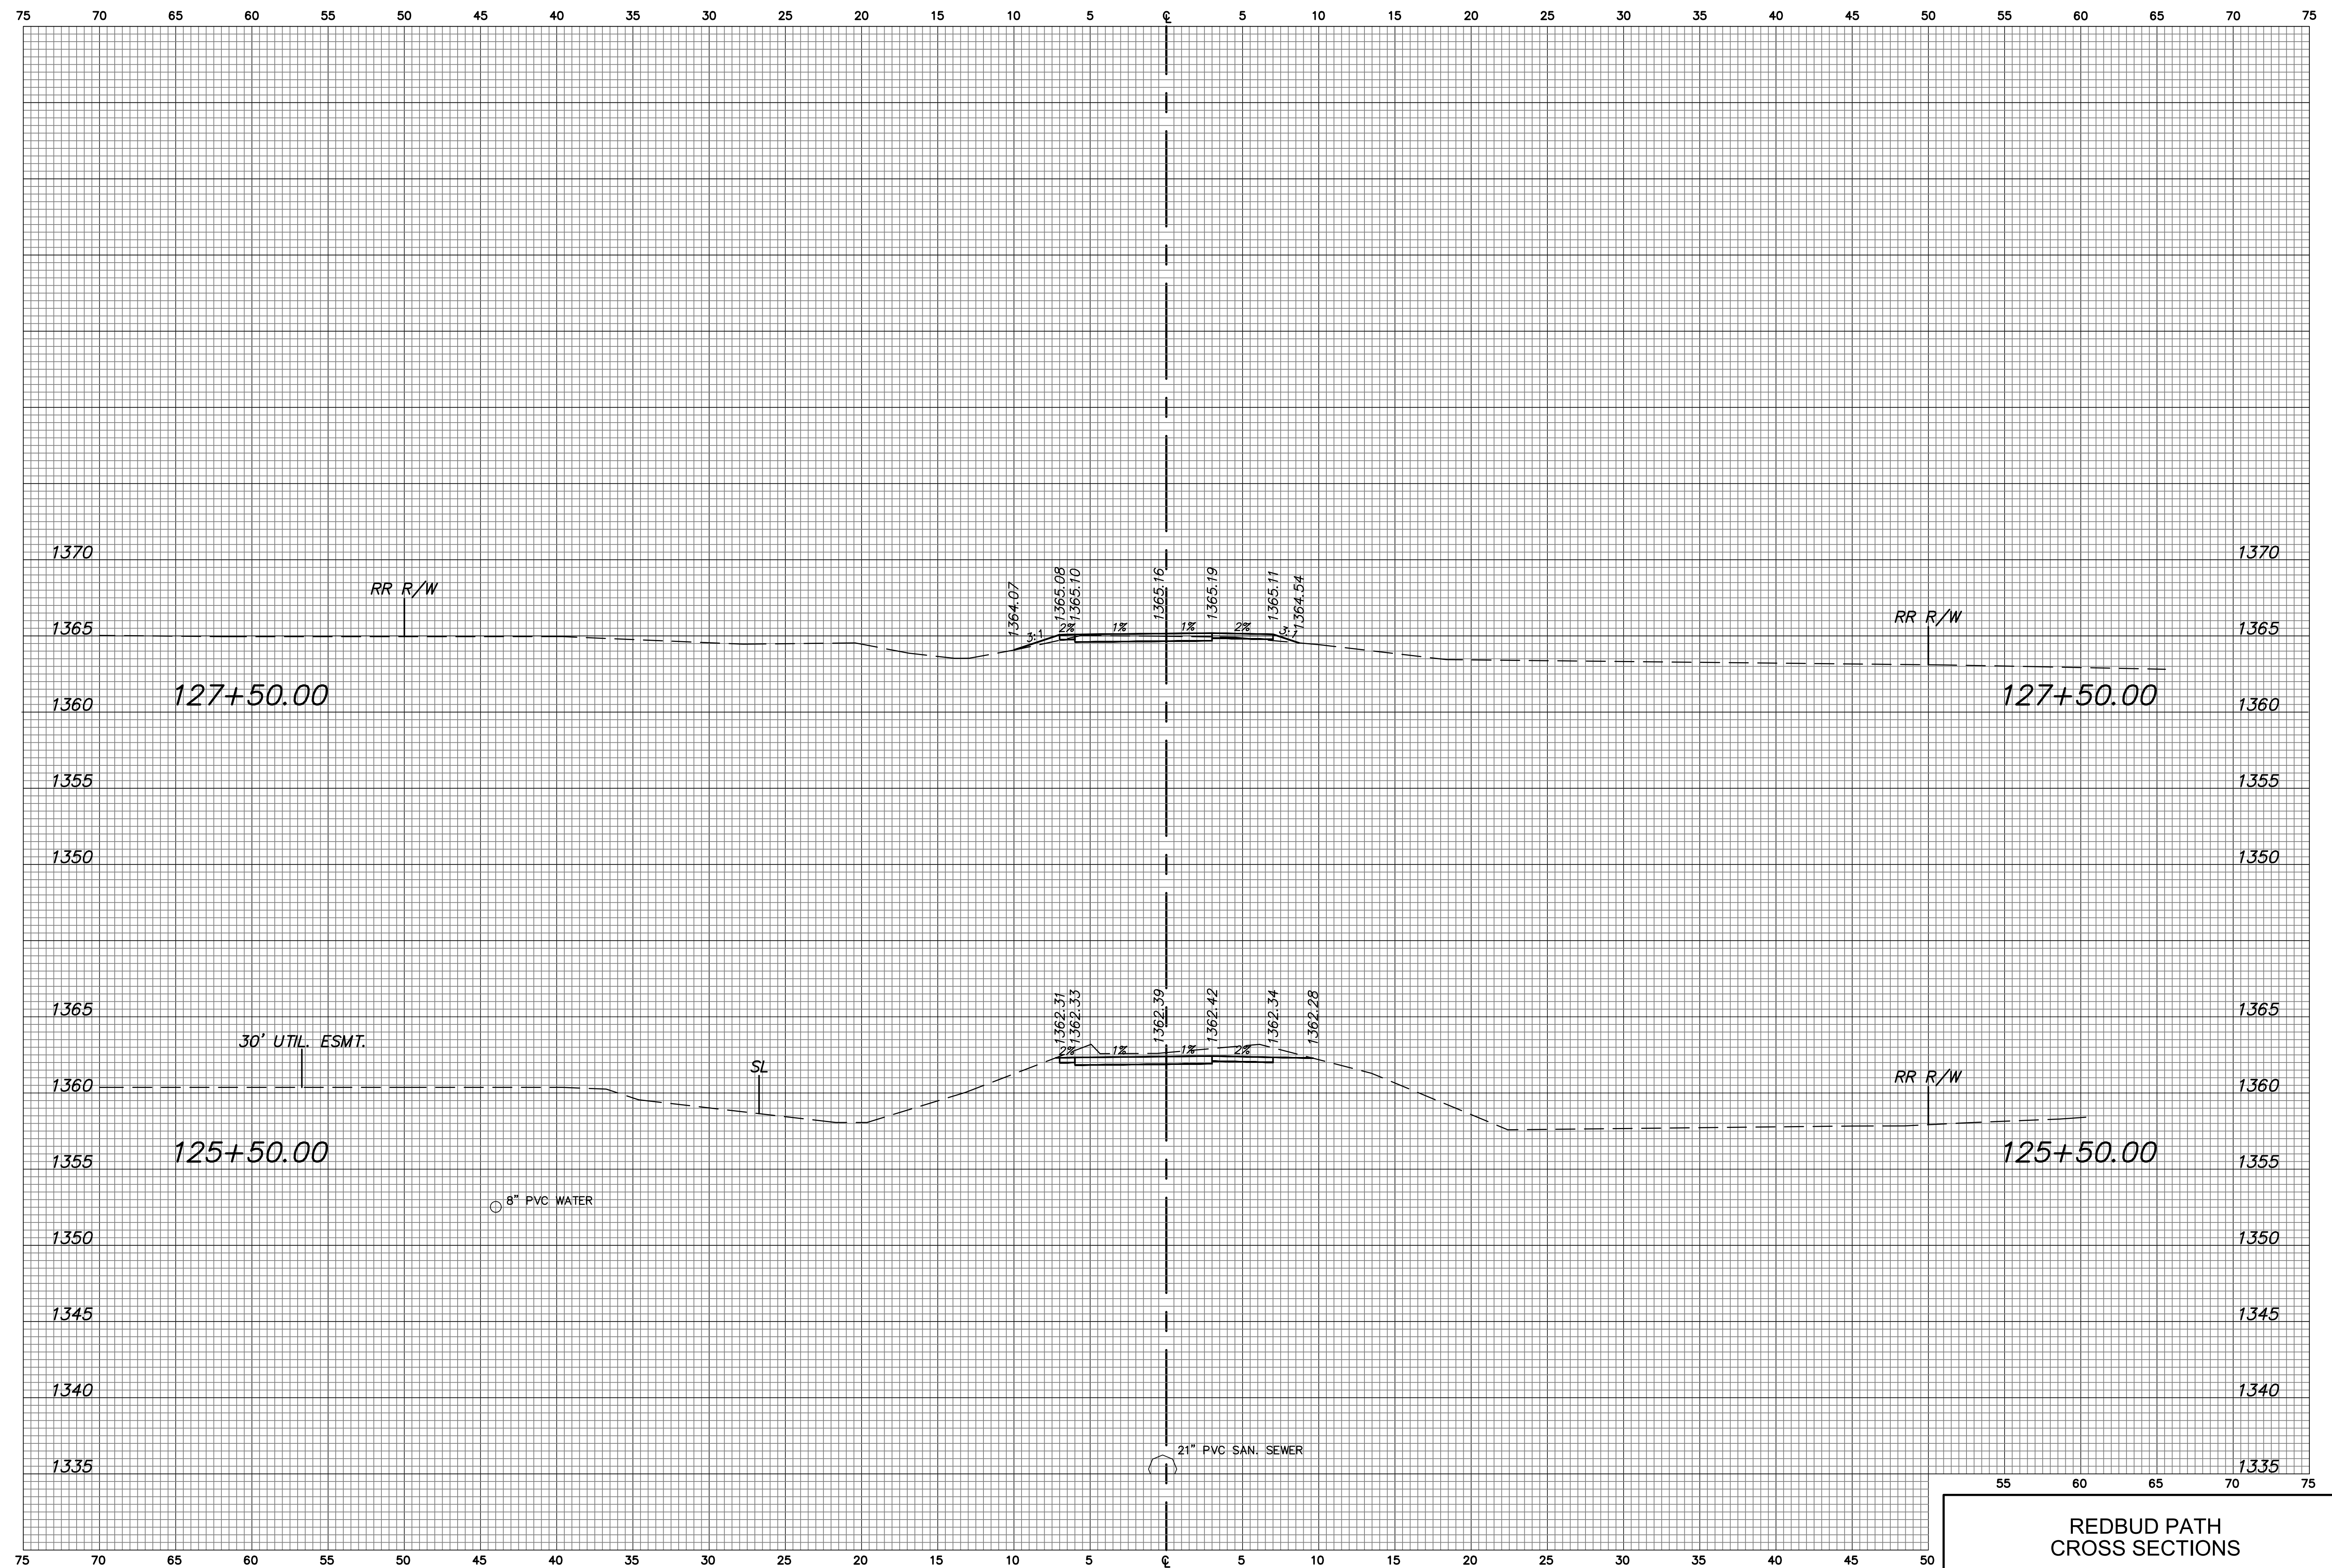 75 70 65 60 55 50 45 40 35 30 25 20 15 10 5 ℄ 5 10 15 20 25 30 35 40 45 50 55 60 65 70 75
1370 1370
RR R/W 1364.07 1365.08 1365.10 1365.16 1365.19 1365.11 1364.54 RR R/W
1365 3:1 2% 1% 1% 2% 3:1 1365
127+50.00 127+50.00
1360 1360
1355 1355
1350 1350
1365 1362.31 1362.33 1362.39 1362.42 1362.34 1362.28 1365
30' UTIL. ESMT.
2% 1% 1% 2%
SL RR R/W
1360 1360
125+50.00 125+50.00
1355 1355
8" PVC WATER
1350 1350
1345 1345
1340 1340
21" PVC SAN. SEWER
1335 1335
55 60 65 70 75
REDBUD PATH
CROSS SECTIONS
75 70 65 60 55 50 45 40 35 30 25 20 15 10 5 ℄ 5 10 15 20 25 30 35 40 45 50